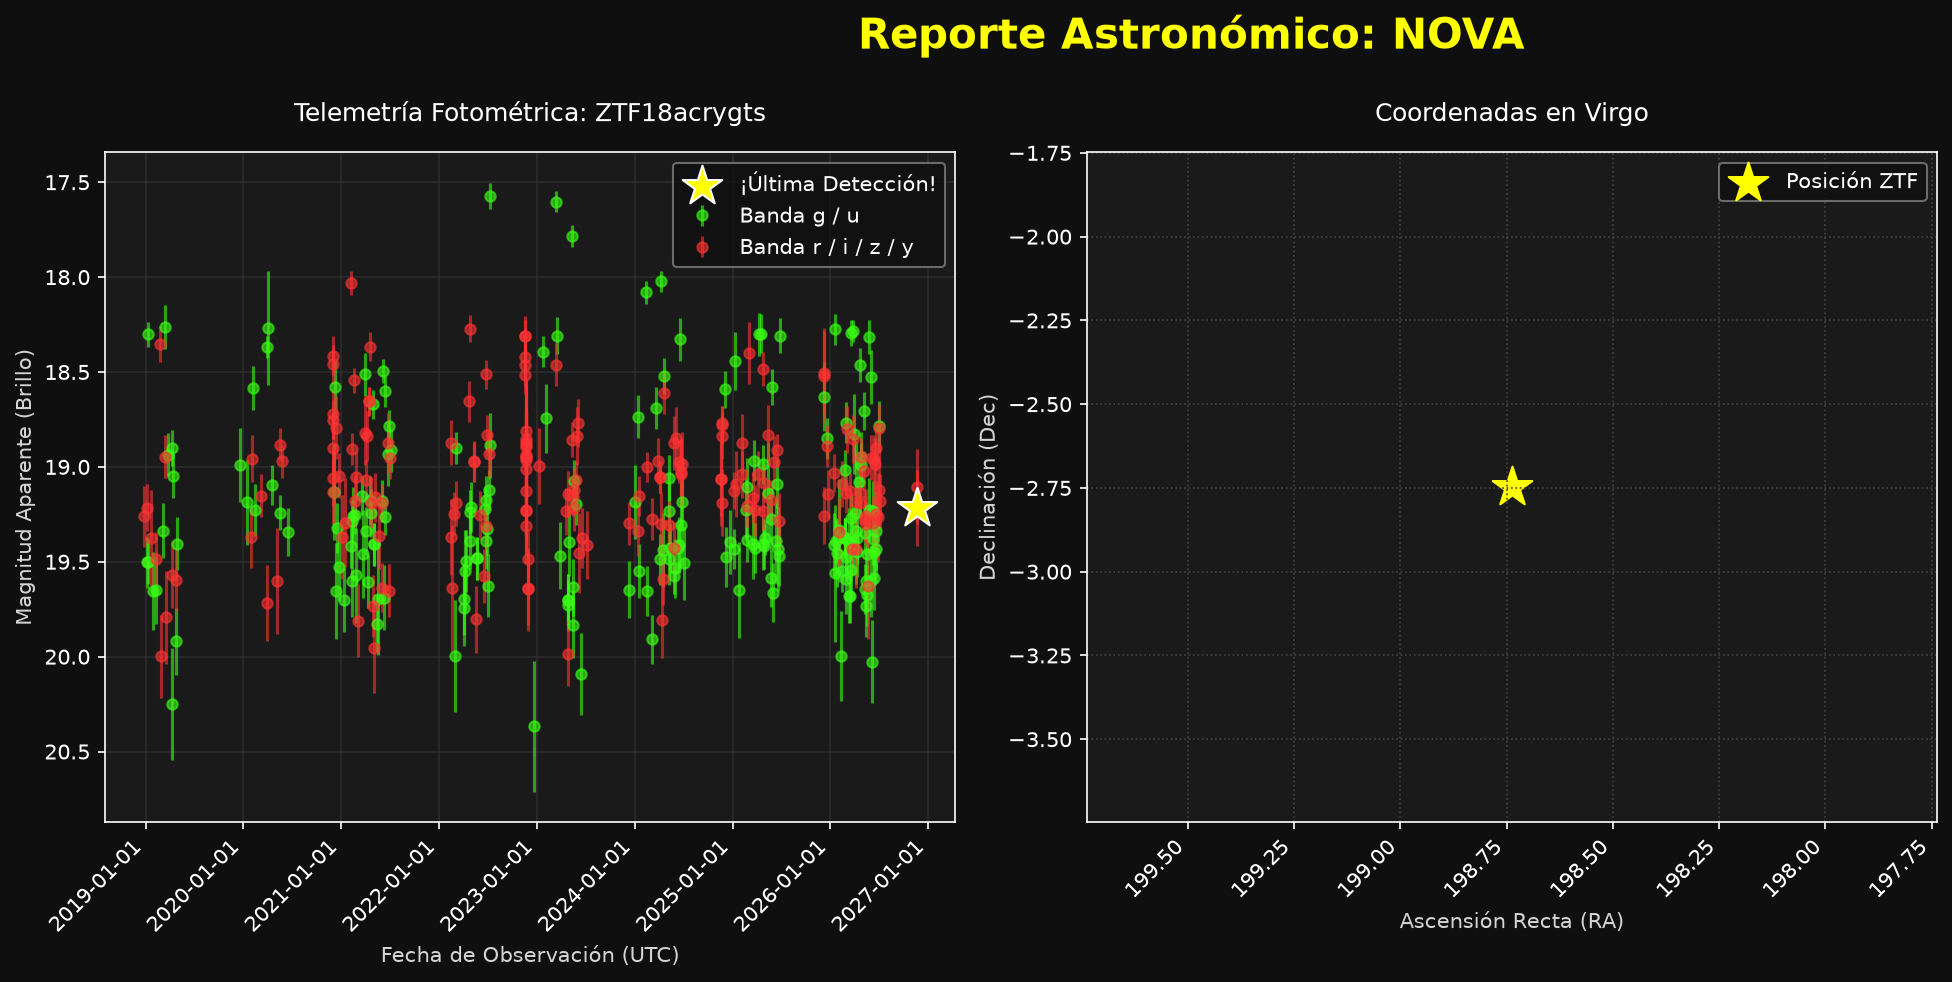 Reporte Astronómico: NOVA
Telemetría Fotométrica: ZTF18acrygts
¡Última Detección!
Banda g / u
Banda r / i / z / y
Magnitud Aparente (Brillo)
17.5
18.0
18.5
19.0
19.5
20.0
20.5
2019-01-01
2020-01-01
2021-01-01
2022-01-01
2023-01-01
2024-01-01
2025-01-01
2026-01-01
2027-01-01
Fecha de Observación (UTC)
Coordenadas en Virgo
Posición ZTF
Declinación (Dec)
−1.75
−2.00
−2.25
−2.50
−2.75
−3.00
−3.25
−3.50
199.50
199.25
199.00
198.75
198.50
198.25
198.00
197.75
Ascensión Recta (RA)